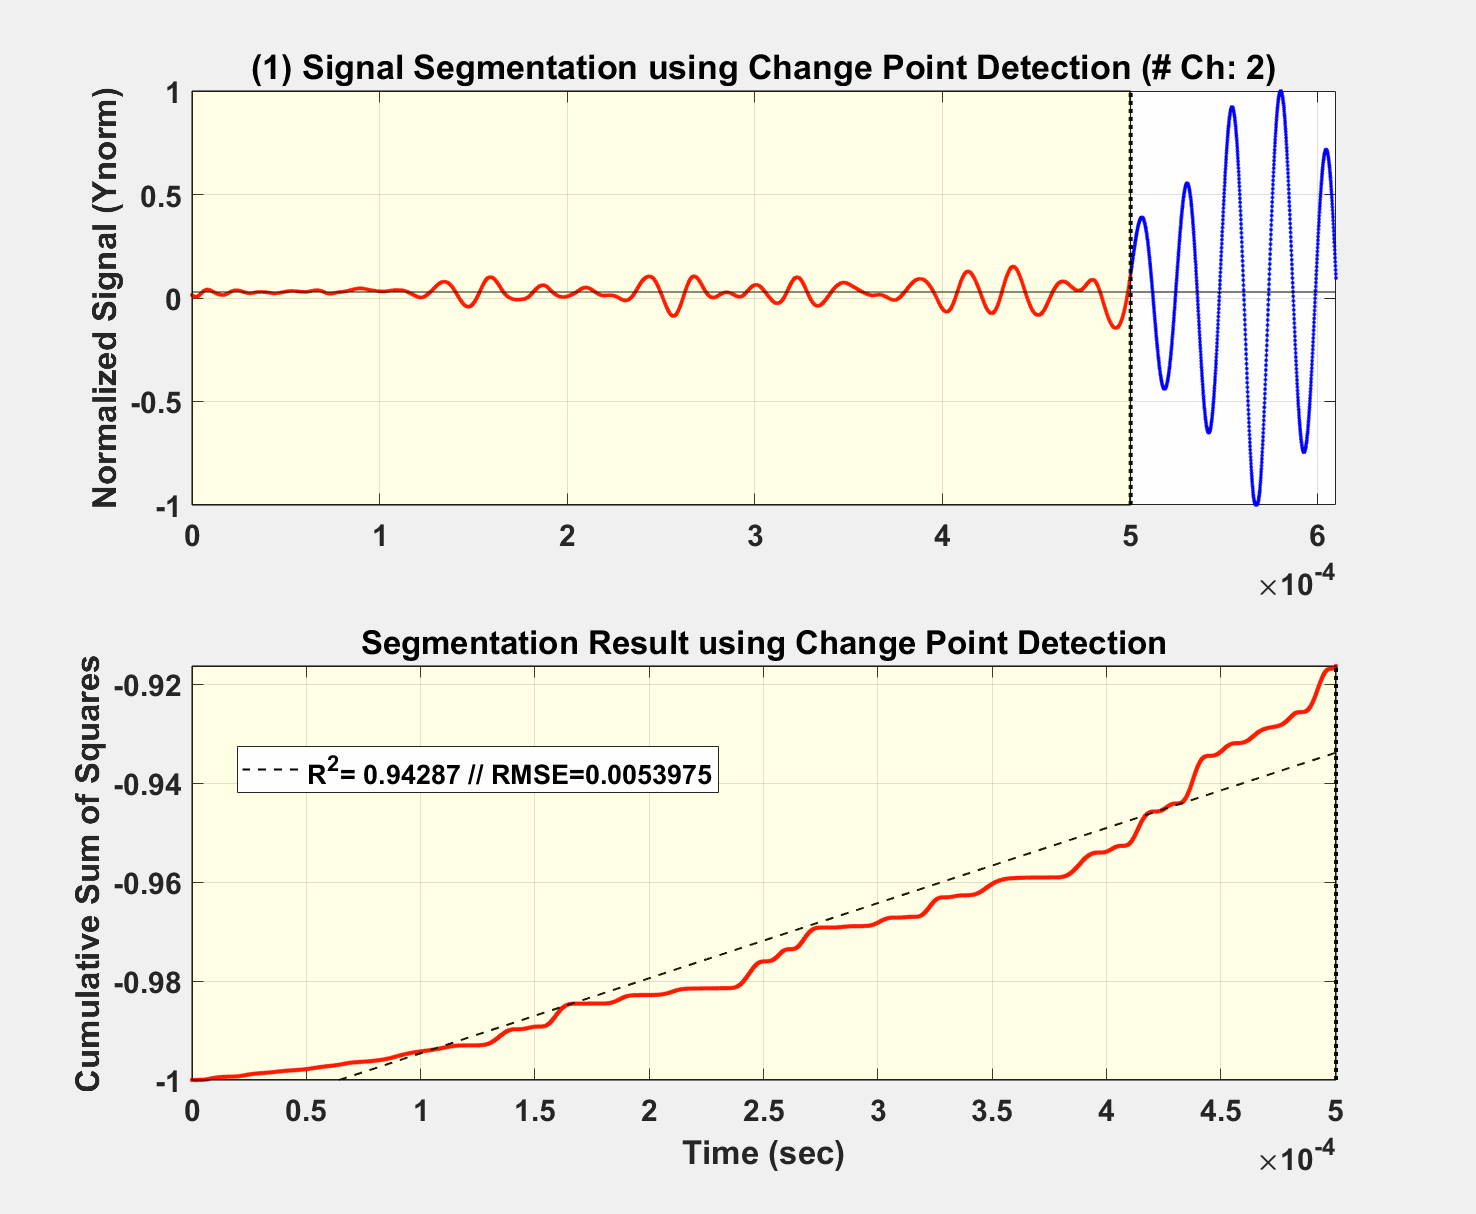 (1) Signal Segmentation using Change Point Detection (# Ch: 2)
Normalized Signal (Ynorm)
1
0.5
0
-0.5
-1
0 1 2 3 4 5 6
×10-4
Segmentation Result using Change Point Detection
Cumulative Sum of Squares
-0.92
-0.94
-0.96
-0.98
-1
R2= 0.94287 // RMSE=0.0053975
0 0.5 1 1.5 2 2.5 3 3.5 4 4.5 5
Time (sec)
×10-4